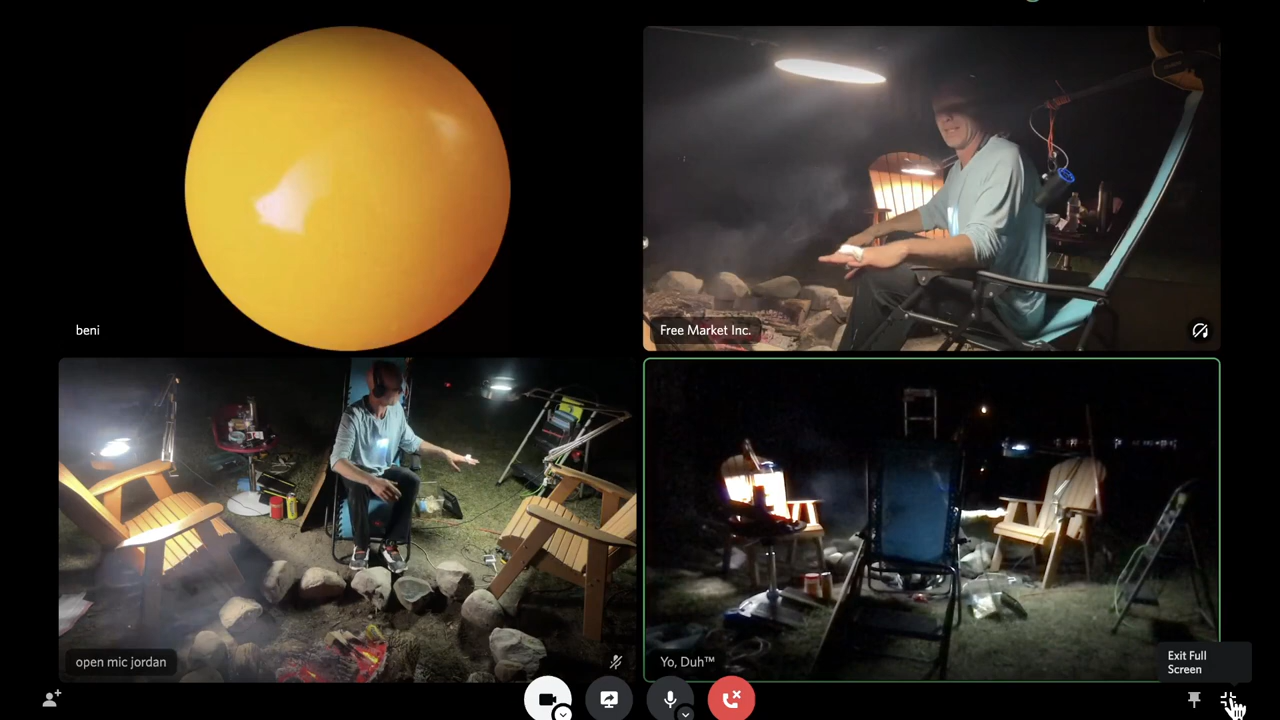 beni
Free Market Inc.
open mic jordan
Yo, Duh™
Exit Full
Screen